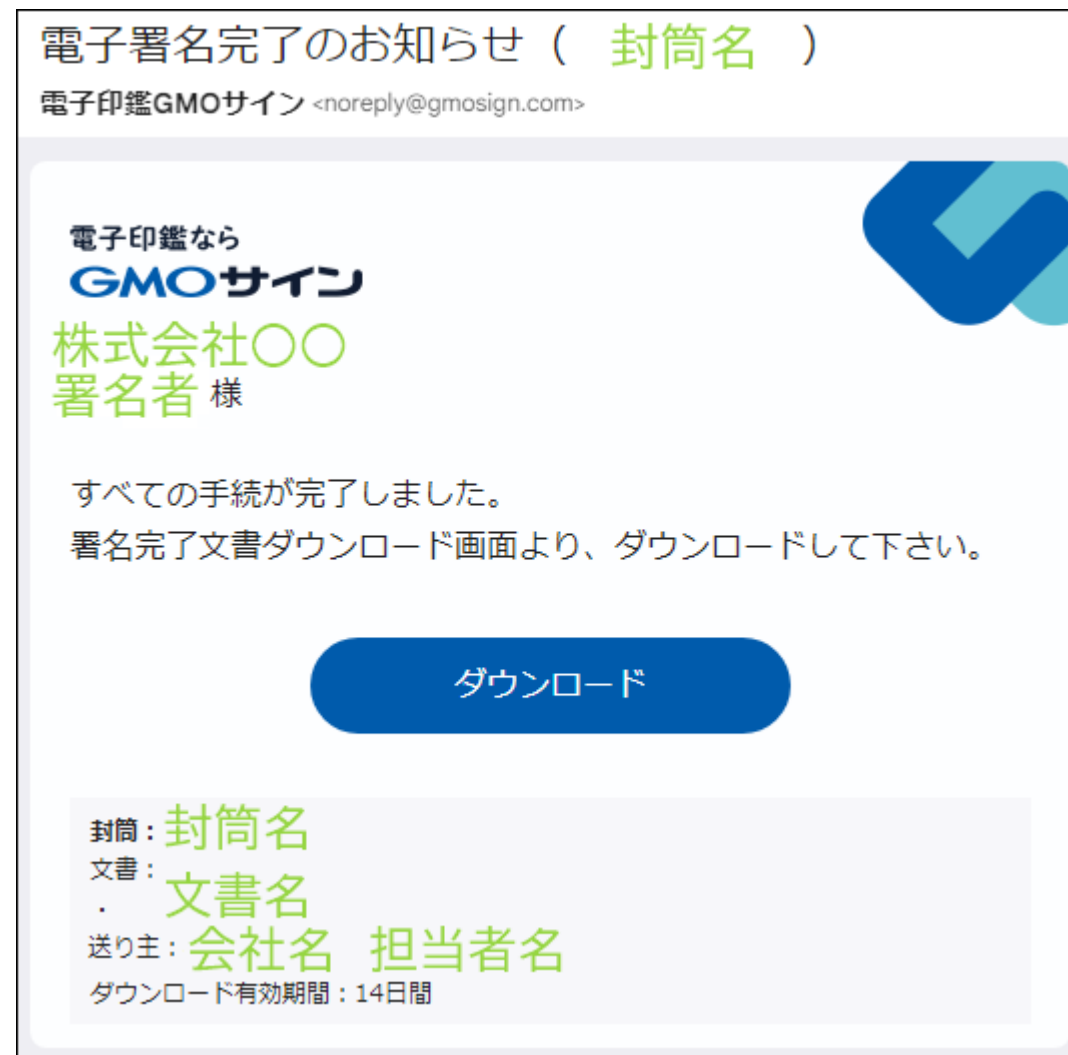 電子署名完了のお知らせ（ 封筒名 ）
電子印鑑GMOサイン <noreply@gmosign.com>
電子印鑑なら
GMOサイン
株式会社〇〇
署名者 様
すべての手続が完了しました。
署名完了文書ダウンロード画面より、ダウンロードして下さい。
ダウンロード
封筒：封筒名
文書：
・ 文書名
送り主：会社名 担当者名
ダウンロード有効期間：14日間